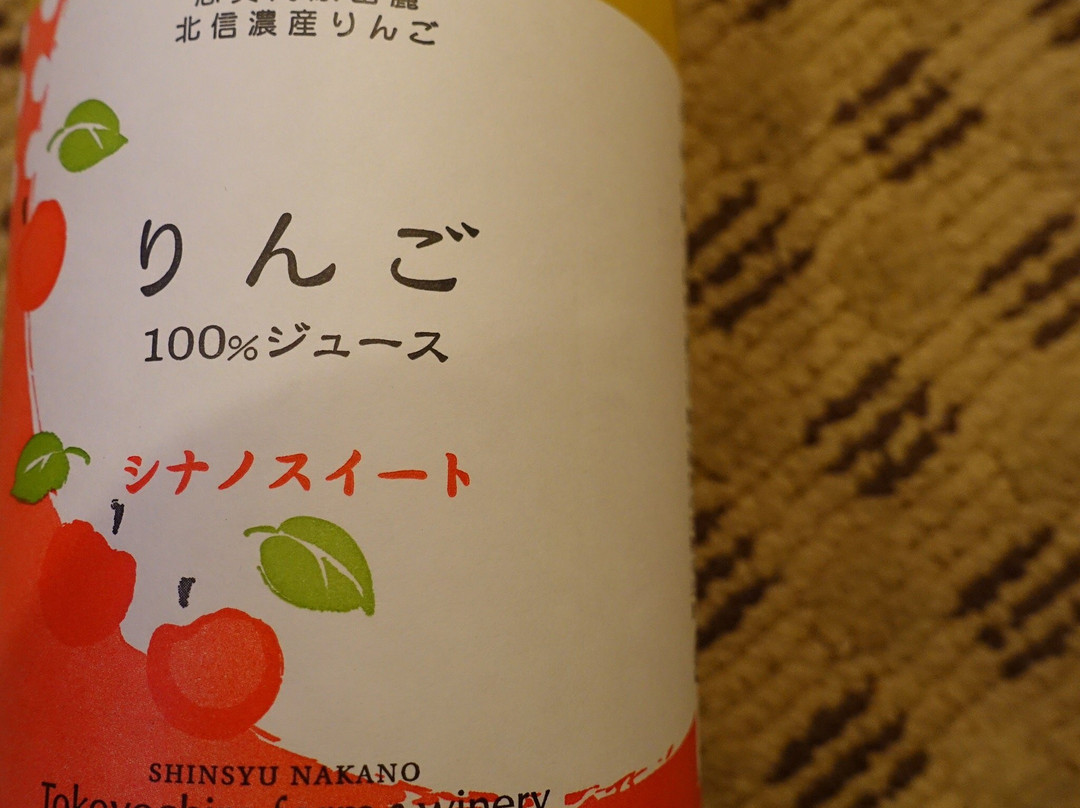 北信濃産りんご
りんご
100%ジュース
シナノスイート
SHINSYU NAKANO
winery